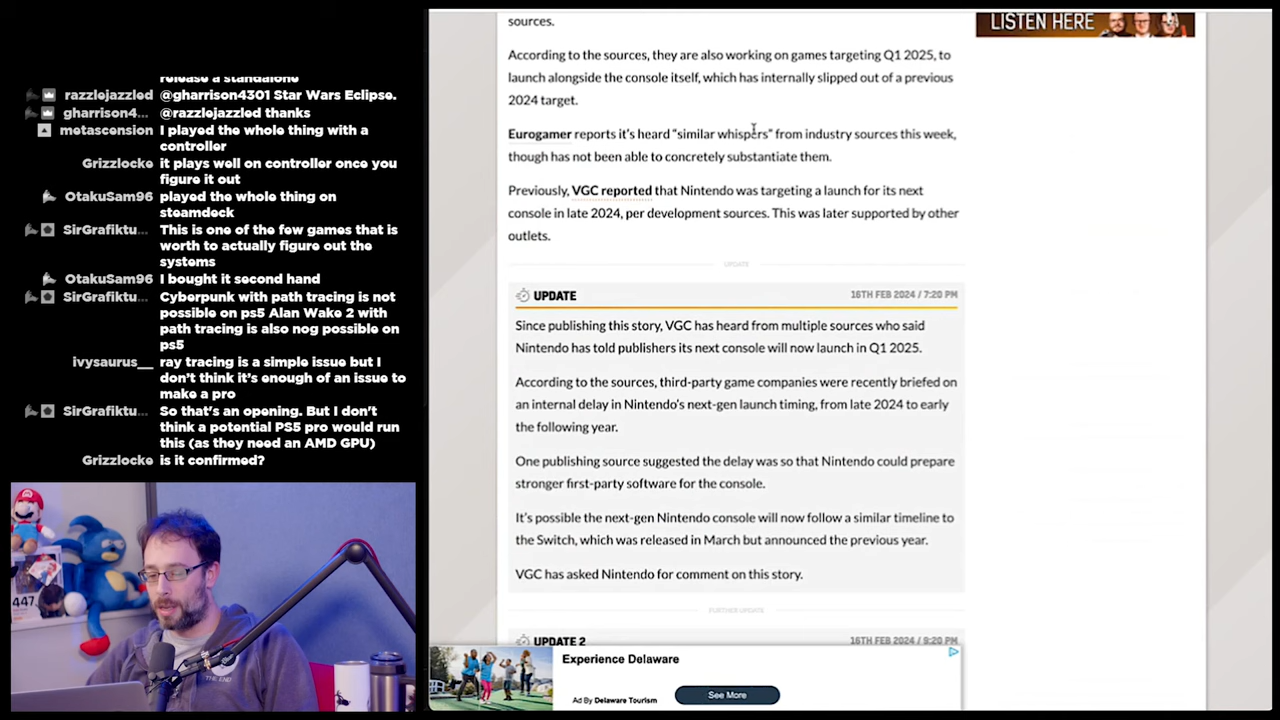 release a standalone
razzlejazzled @gharrison4301 Star Wars Eclipse.
gharrison4... @razzlejazzled thanks
metascension I played the whole thing with a
controller
Grizzlocke it plays well on controller once you
figure it out
OtakuSam96 played the whole thing on
steamdeck
SirGrafiktu... This is one of the few games that is
worth to actually figure out the
systems
OtakuSam96 I bought it second hand
SirGrafiktu... Cyberpunk with path tracing is not
possible on ps5 Alan Wake 2 with
path tracing is also nog possible on
ps5
ivysaurus__ ray tracing is a simple issue but I
don't think it's enough of an issue to
make a pro
SirGrafiktu... So that's an opening. But I don't
think a potential PS5 pro would run
this (as they need an AMD GPU)
Grizzlocke is it confirmed?
447
THE END
LISTEN HERE
sources.
According to the sources, they are also working on games targeting Q1 2025, to
launch alongside the console itself, which has internally slipped out of a previous
2024 target.
Eurogamer reports it's heard “similar whispers” from industry sources this week,
though has not been able to concretely substantiate them.
Previously, VGC reported that Nintendo was targeting a launch for its next
console in late 2024, per development sources. This was later supported by other
outlets.
UPDATE
UPDATE 16TH FEB 2024 / 7:20 PM
Since publishing this story, VGC has heard from multiple sources who said
Nintendo has told publishers its next console will now launch in Q1 2025.
According to the sources, third-party game companies were recently briefed on
an internal delay in Nintendo's next-gen launch timing, from late 2024 to early
the following year.
One publishing source suggested the delay was so that Nintendo could prepare
stronger first-party software for the console.
It's possible the next-gen Nintendo console will now follow a similar timeline to
the Switch, which was released in March but announced the previous year.
VGC has asked Nintendo for comment on this story.
FURTHER UPDATE
UPDATE 2 16TH FEB 2024 / 9:20 PM
Experience Delaware
Ad By Delaware Tourism
See More